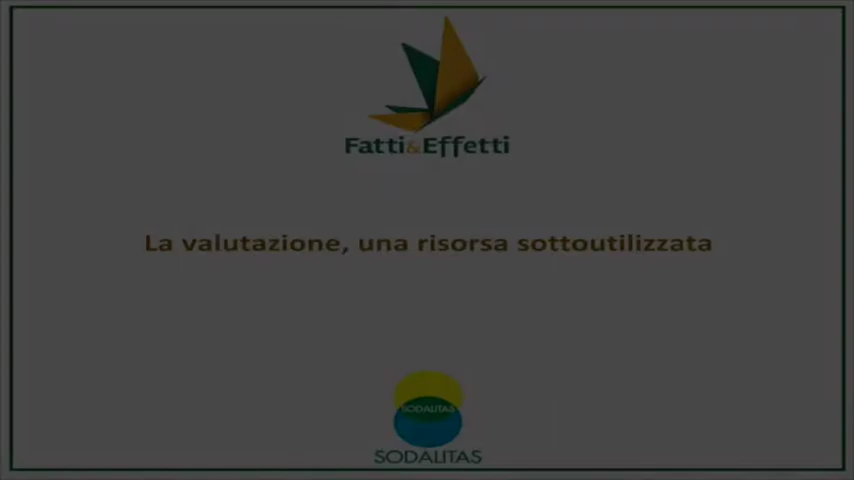 Fatti&Effetti
La valutazione, una risorsa sottoutilizzata
SODALITAS
SODALITAS